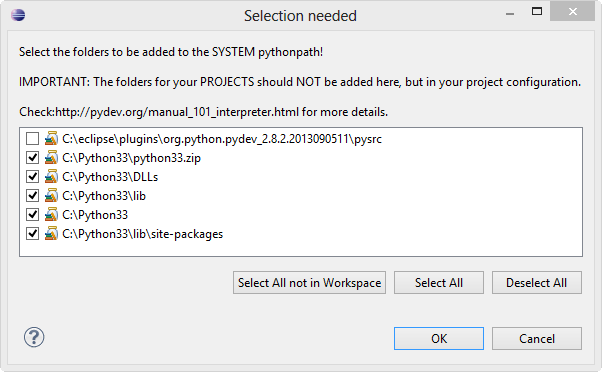 Selection needed
Select the folders to be added to the SYSTEM pythonpath!
IMPORTANT: The folders for your PROJECTS should NOT be added here, but in your project configuration.
Check:http://pydev.org/manual_101_interpreter.html for more details.
C:\eclipse\plugins\org.python.pydev_2.8.2.2013090511\pysrc
C:\Python33\python33.zip
C:\Python33\DLLs
C:\Python33\lib
C:\Python33
C:\Python33\lib\site-packages
Select All not in Workspace Select All Deselect All
? OK Cancel